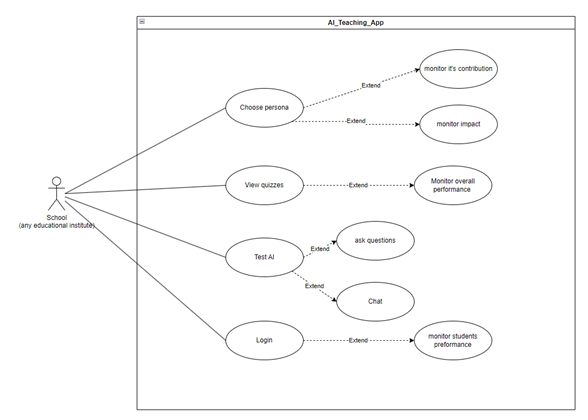 AI_Teaching_App
monitor it's contribution
Extend
Choose persona
Extend
monitor impact
View quizzes
Extend
Monitor overall
performance
School
(any educational institute)
ask questions
Extend
Test AI
Extend
Chat
Login
Extend
monitor students
preformance